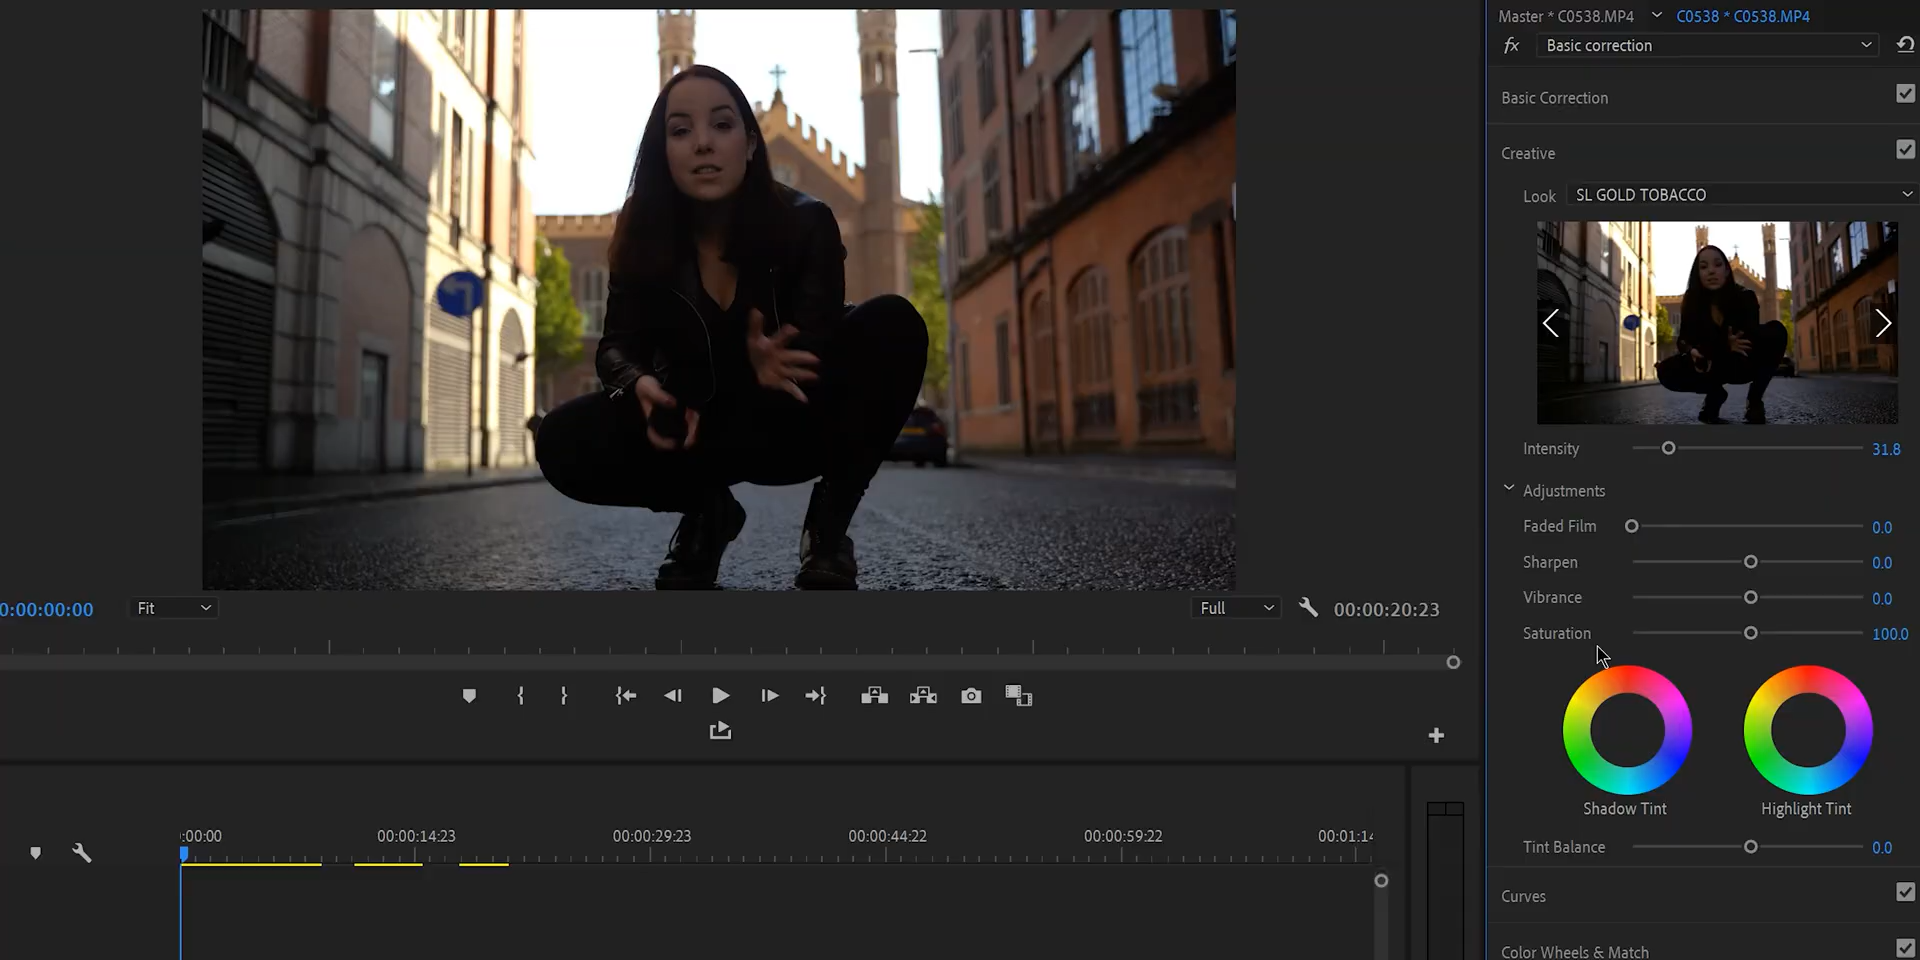 Master * C0538.MP4
C0538 * C0538.MP4
fx
Basic correction
Basic Correction
Creative
Look
SL GOLD TOBACCO
Intensity
31.8
Adjustments
Faded Film
0.0
Sharpen
0.0
Vibrance
0.0
Saturation
100.0
Shadow Tint
Highlight Tint
Tint Balance
0.0
Curves
Color Wheels & Match
0:00:00:00
Fit
Full
00:00:20:23
:00:00
00:00:14:23
00:00:29:23
00:00:44:22
00:00:59:22
00:01:14